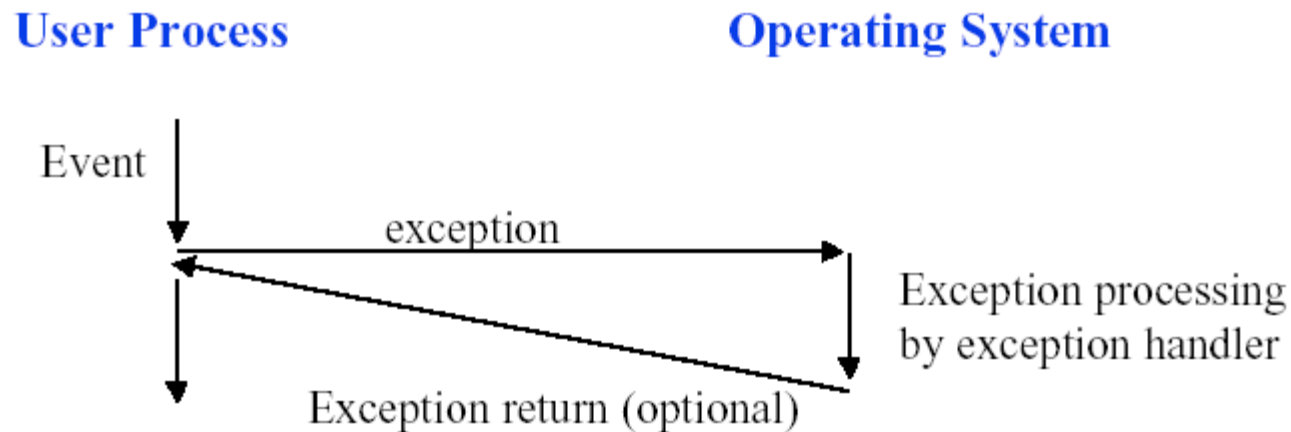 User Process
Operating System
Event
exception
Exception processing
by exception handler
Exception return (optional)